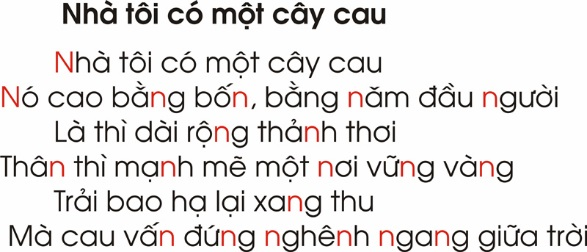 Nhà tôi có một cây cau
Nhà tôi có một cây cau
Nó cao bằng bốn, bằng năm đầu người
Là thì dài rộng thảnh thơi
Thân thì mạnh mẽ một nơi vững vàng
Trải bao hạ lại xang thu
Mà cau vấn đứng nghênh ngang giữa trời